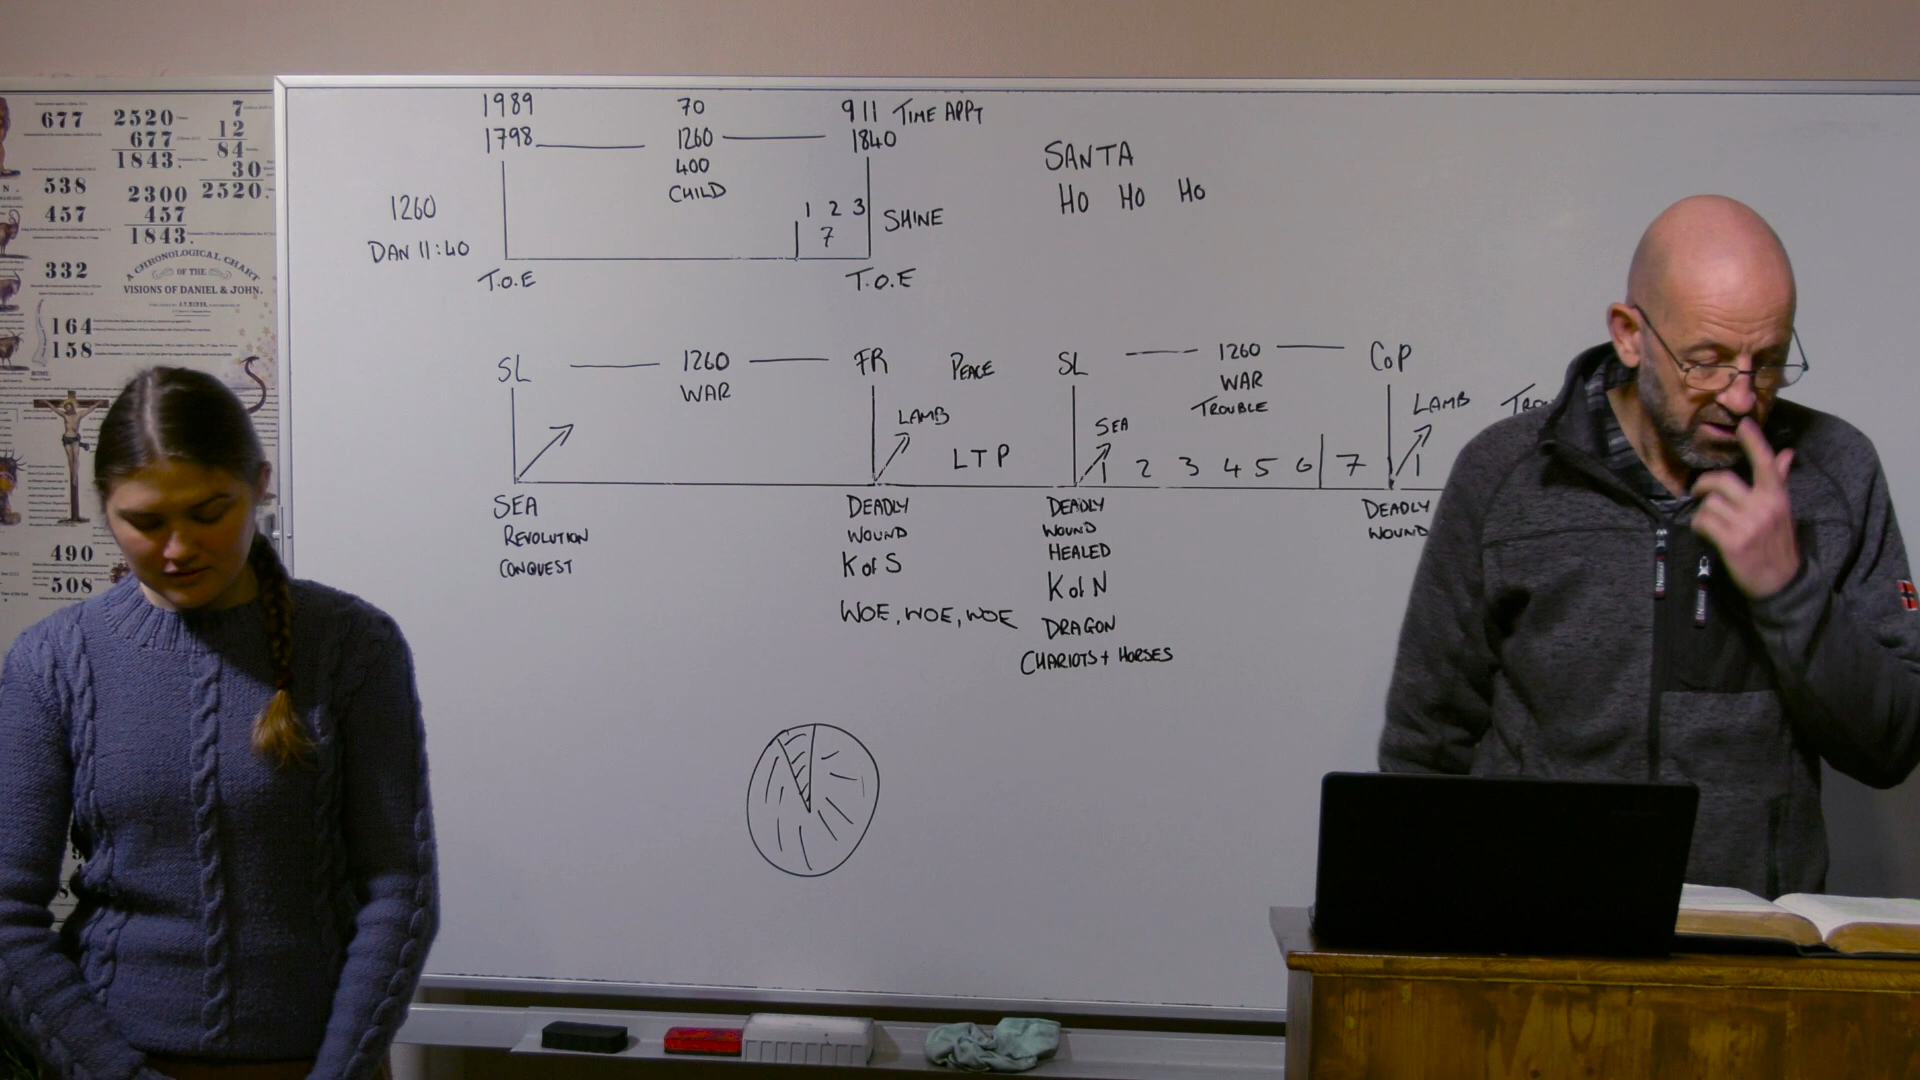 677
2520
677
1843.
7
12
84
30
2520.
538
457
2300
457
1843.
A CHRONOLOGICAL CHART
OF THE
VISIONS OF DANIEL & JOHN.
332
164
158
490
508
1989 70 911 TIME APPT
1798 1260 1840
400
CHILD
1260
DAN 11:40
1 2 3
7
SHINE
T.O.E T.O.E
SANTA
HO HO HO
SL 1260 FR PEACE SL 1260 CoP
WAR WAR
TROUBLE
LAMB SEA LAMB
LTP 1 2 3 4 5 6 7 1
SEA
REVOLUTION
CONQUEST
DEADLY
WOUND
K of S
WOE, WOE, WOE
DEADLY
WOUND
HEALED
K of N
DRAGON
CHARIOTS + HORSES
DEADLY
WOUND